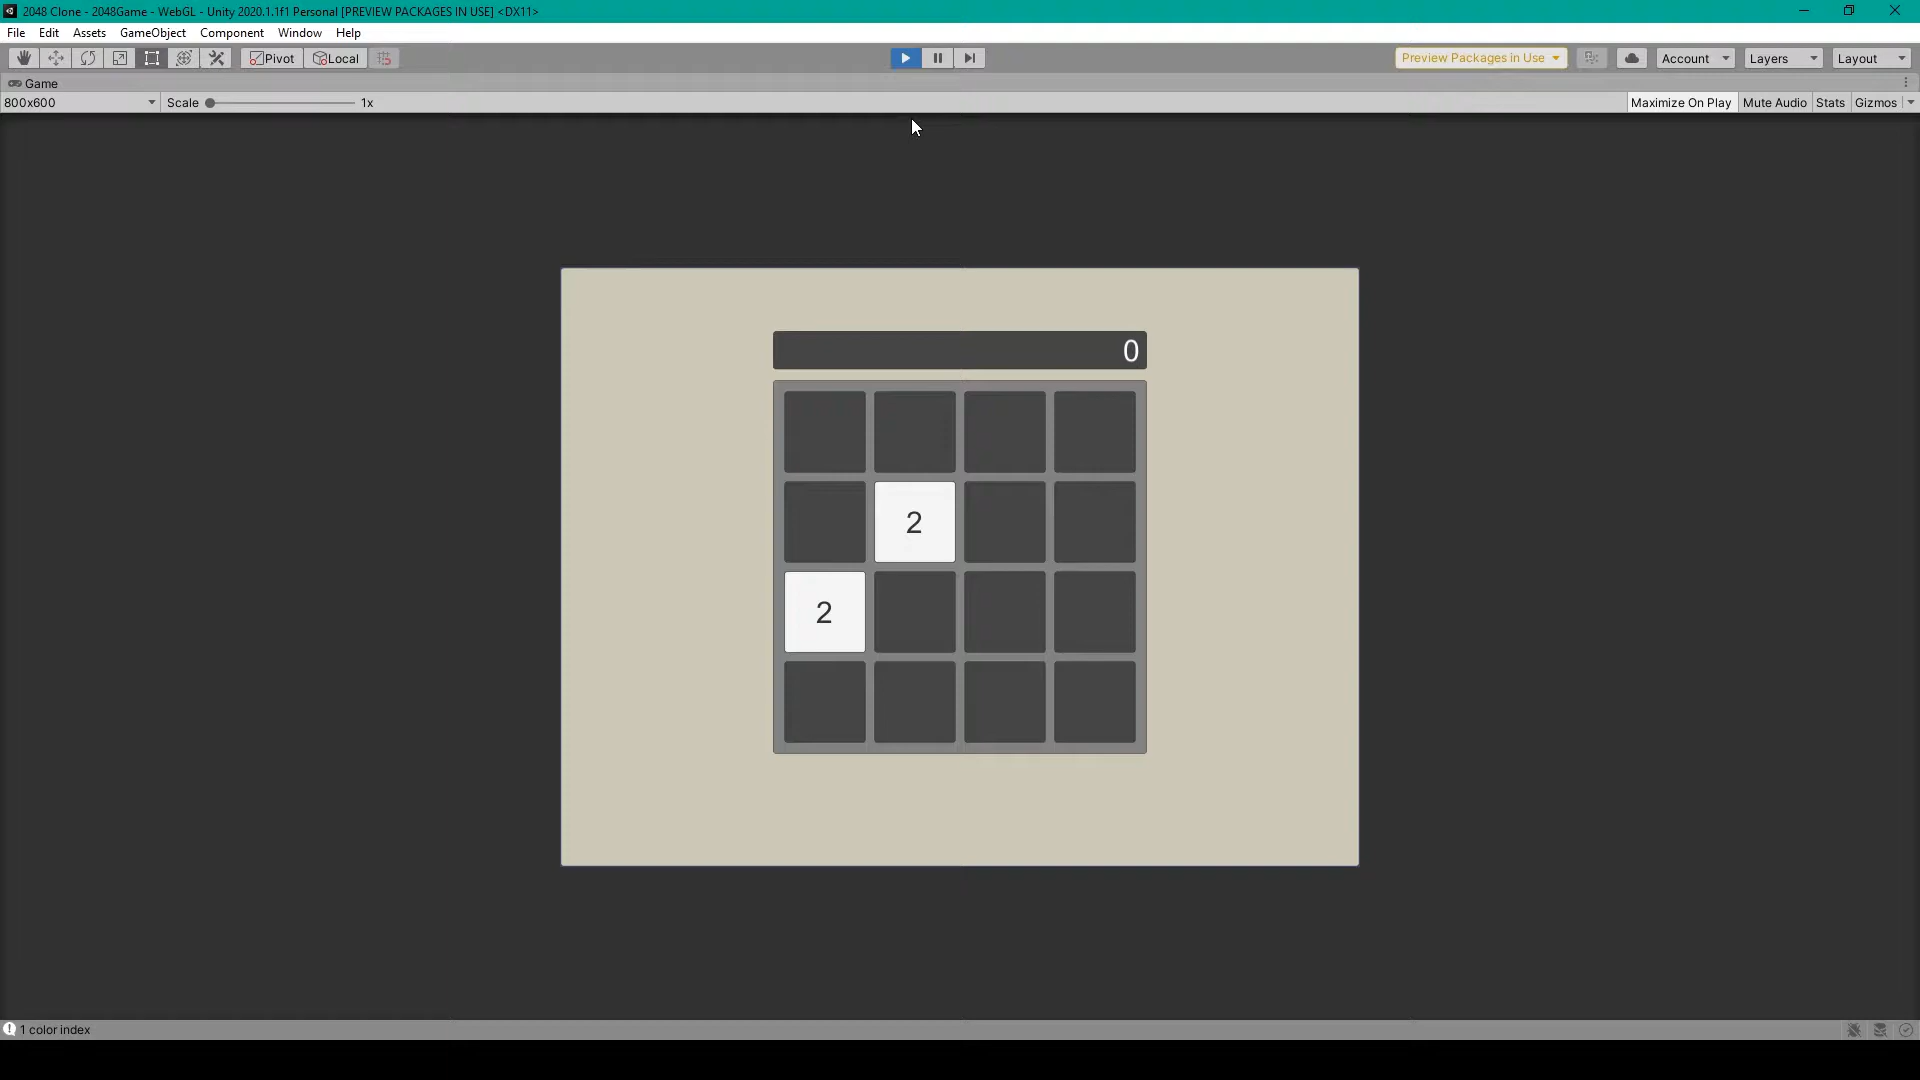 2048 Clone - 2048Game - WebGL - Unity 2020.1.1f1 Personal [PREVIEW PACKAGES IN USE] <DX11>
File Edit Assets GameObject Component Window Help
Pivot Local Preview Packages in Use Account Layers Layout
Game
800x600 Scale 1x Maximize On Play Mute Audio Stats Gizmos
0
2
2
1 color index